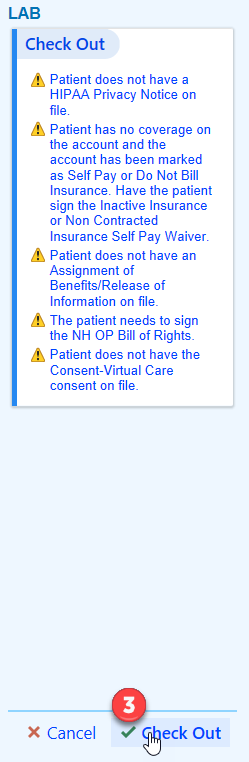 LAB
Check Out
Patient does not have a
HIPAA Privacy Notice on
file.
Patient has no coverage on
the account and the
account has been marked
as Self Pay or Do Not Bill
Insurance. Have the patient
sign the Inactive Insurance
or Non Contracted
Insurance Self Pay Waiver.
Patient does not have an
Assignment of
Benefits/Release of
Information on file.
The patient needs to sign
the NH OP Bill of Rights.
Patient does not have the
Consent-Virtual Care
consent on file.
3
Cancel Check Out